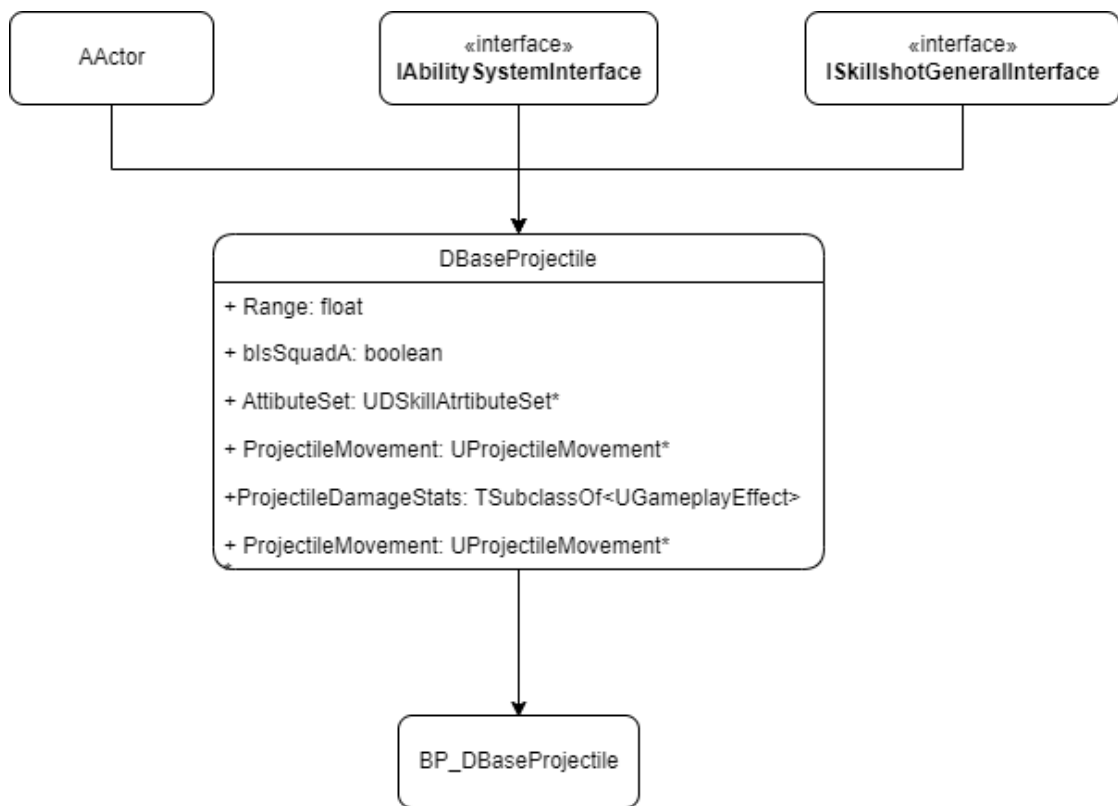 AActor
«interface»
IAbilitySystemInterface
«interface»
ISkillshotGeneralInterface
DBaseProjectile
+ Range: float
+ bIsSquadA: boolean
+ AttibuteSet: UDSkillAtrtibuteSet*
+ ProjectileMovement: UProjectileMovement*
+ProjectileDamageStats: TSubclassOf<UGameplayEffect>
+ ProjectileMovement: UProjectileMovement*
*
BP_DBaseProjectile